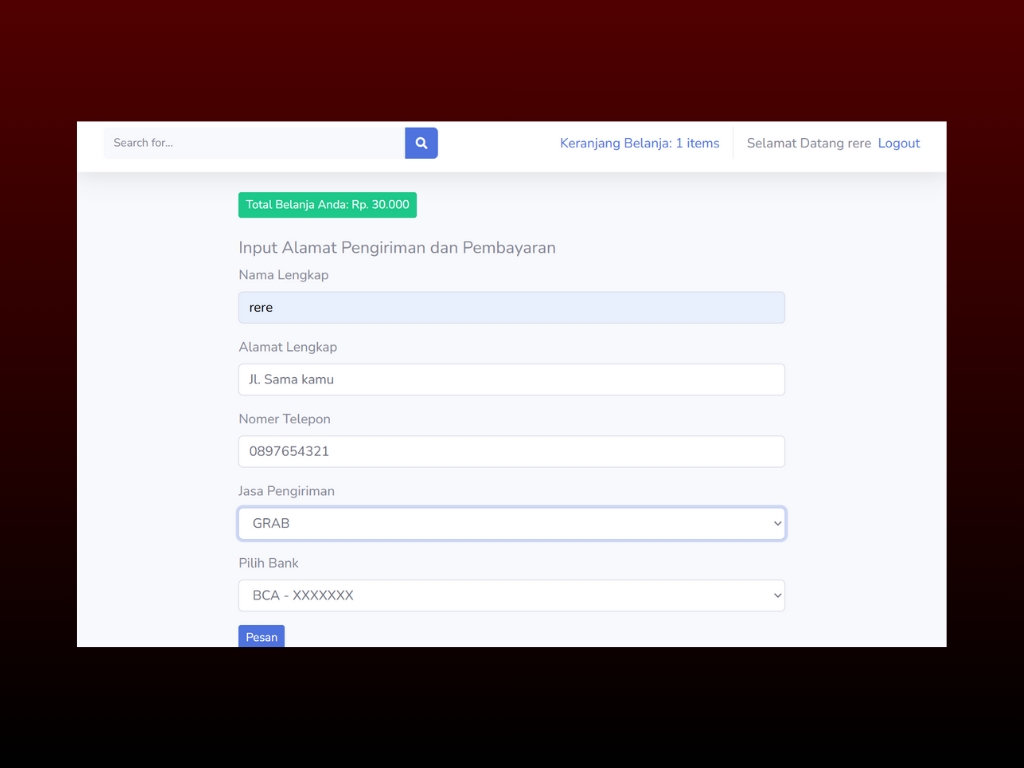 Search for...
Keranjang Belanja: 1 items
Selamat Datang rere Logout
Total Belanja Anda: Rp. 30.000
Input Alamat Pengiriman dan Pembayaran
Nama Lengkap
rere
Alamat Lengkap
Jl. Sama kamu
Nomer Telepon
0897654321
Jasa Pengiriman
GRAB
Pilih Bank
BCA - XXXXXXX
Pesan